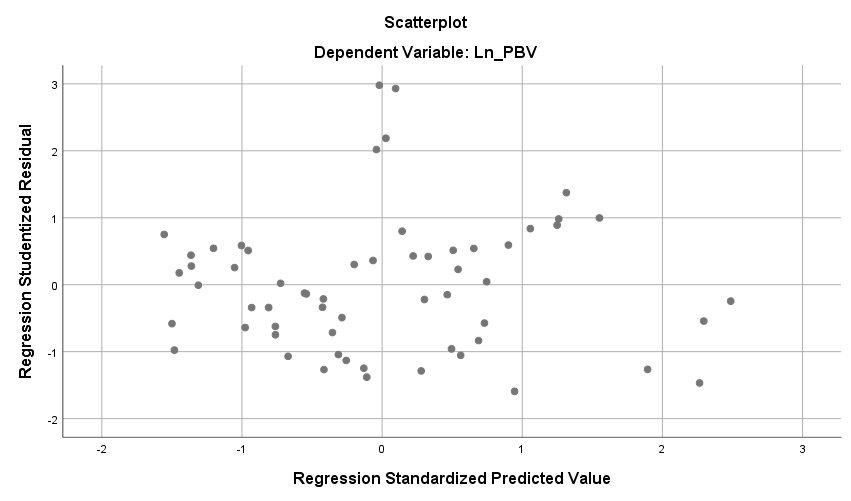 Scatterplot
Dependent Variable: Ln_PBV
Regression Studentized Residual
3
2
1
0
-1
-2
-2 -1 0 1 2 3
Regression Standardized Predicted Value